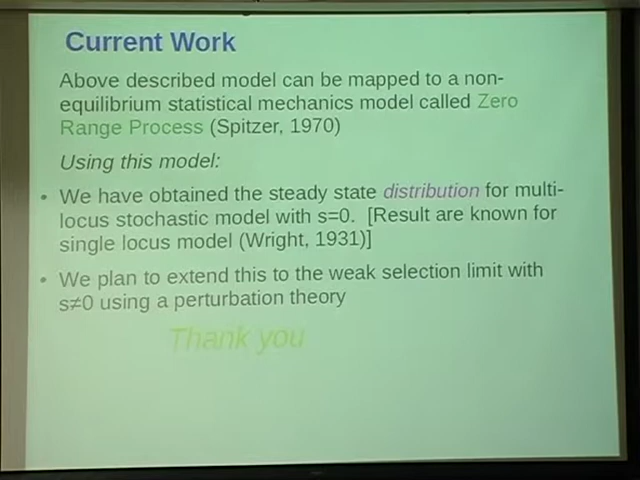 Current Work
Above described model can be mapped to a non-
equilibrium statistical mechanics model called Zero
Range Process (Spitzer, 1970)
Using this model:
• We have obtained the steady state distribution for multi-
locus stochastic model with s=0. [Result are known for
single locus model (Wright, 1931)]
• We plan to extend this to the weak selection limit with
s≠0 using a perturbation theory
Thank you